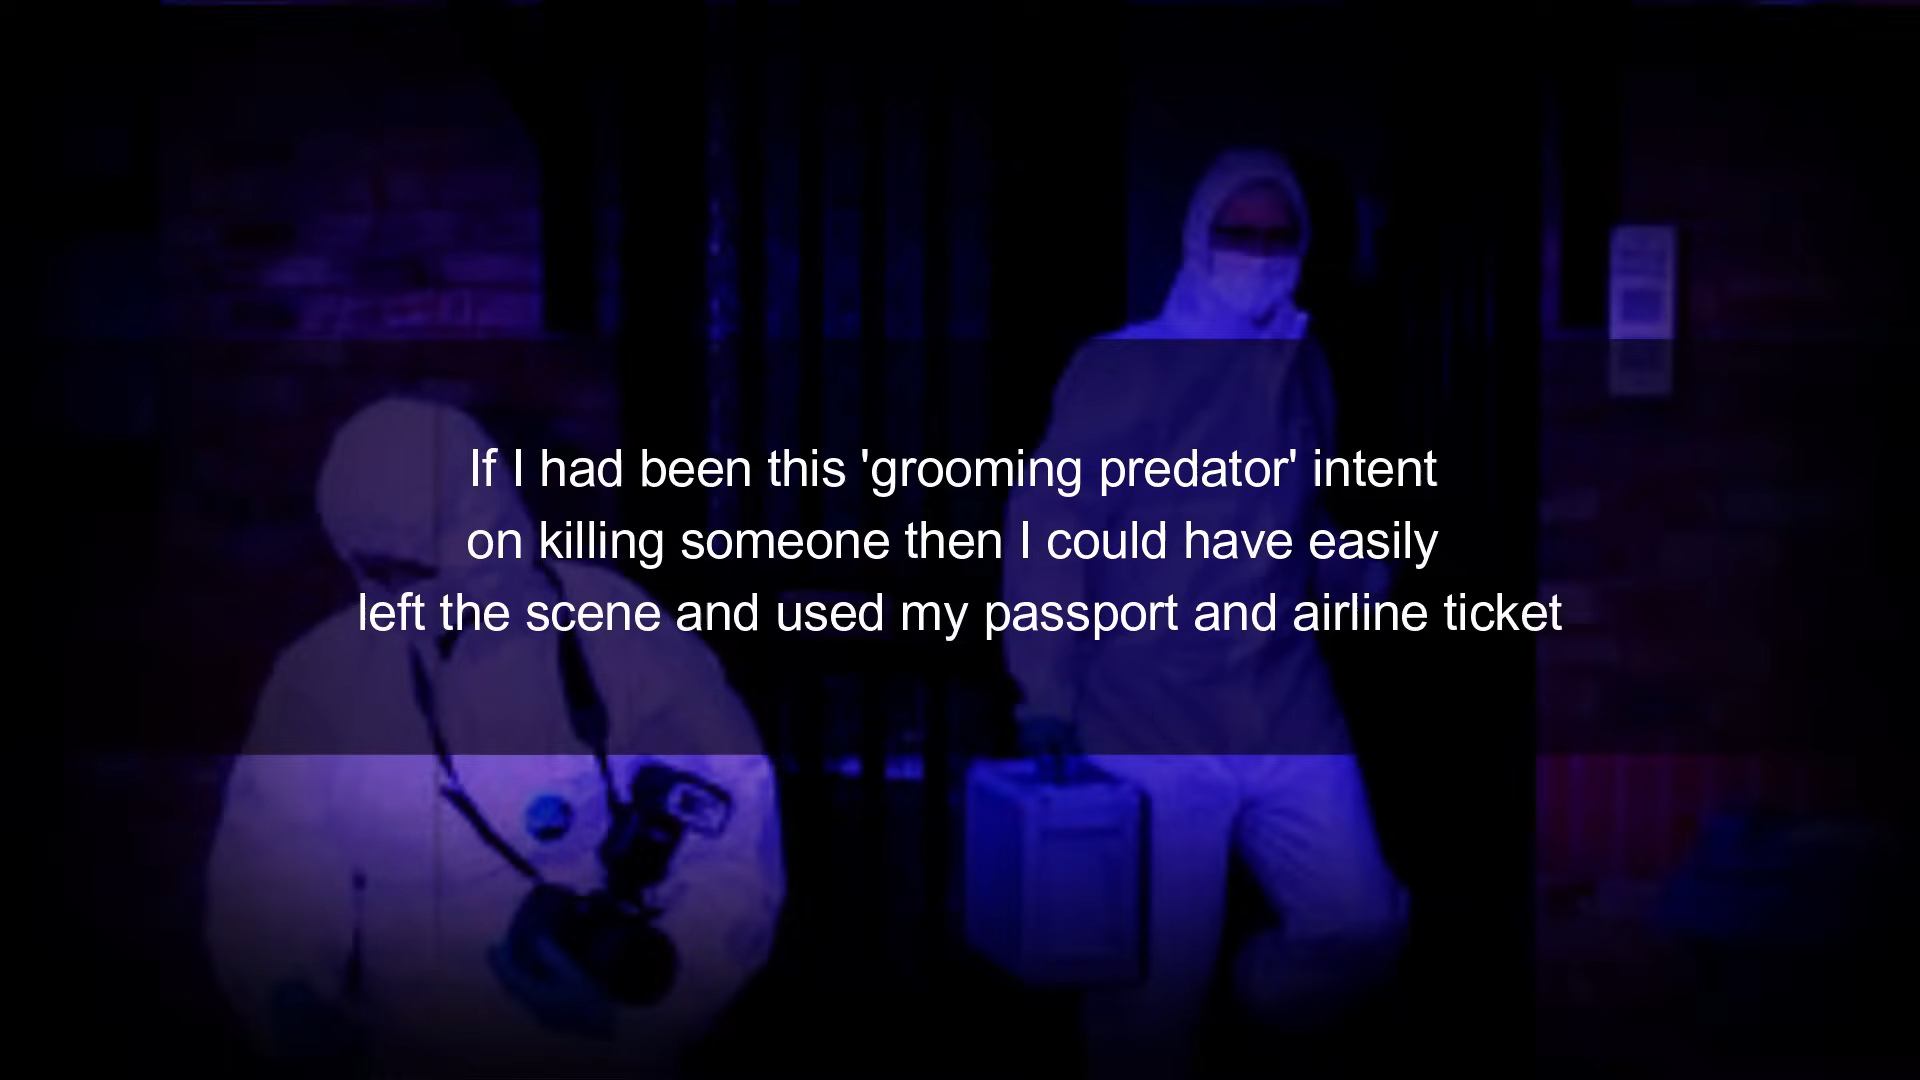 If I had been this 'grooming predator' intent
on killing someone then I could have easily
left the scene and used my passport and airline ticket